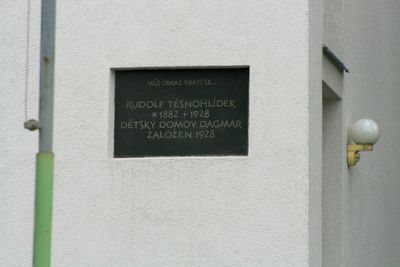 MŮJ OBRAZ VRÁTÍ SE...
RUDOLF TĚSNOHLÍDEK
* 1882 + 1928
DĚTSKÝ DOMOV DAGMAR
ZALOŽEN 1928